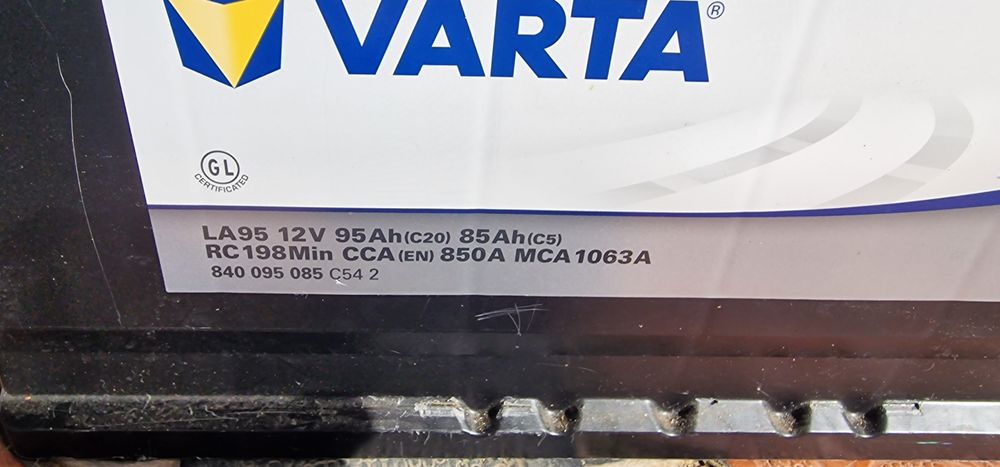 VARTA®
GL
CERTIFICATED
LA95 12V 95Ah(C20) 85Ah(C5)
RC198Min CCA(EN) 850A MCA1063A
840 095 085 C54 2